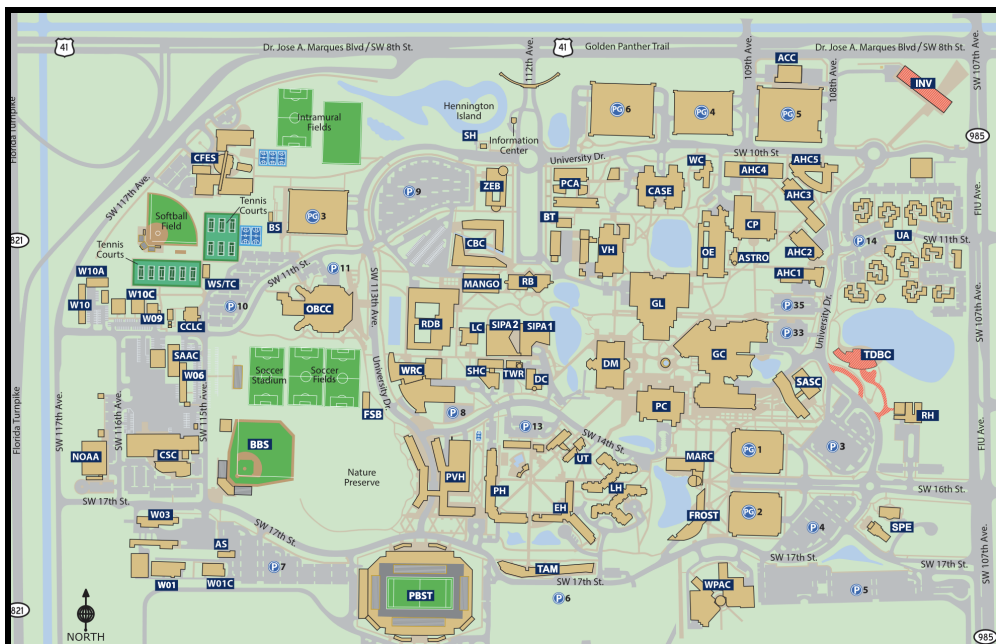 41
Dr. Jose A. Marques Blvd / SW 8th St.
112th Ave.
41
Golden Panther Trail
109th Ave.
ACC
Dr. Jose A. Marques Blvd / SW 8th St.
108th Ave.
SW 107th Ave.
INV
985
Florida Turnpike
Intramural
Fields
Hennington
Island
SH
Information
Center
PG 6
PG 4
PG 5
University Dr.
SW 10th St
CFES
SW 117th Ave.
P 9
ZEB
PCA
CASE
WC
AHC4
AHC5
AHC3
FIU Ave.
Tennis
Courts
Softball
Field
BS
PG 3
BT
CP
OE
821
Tennis
Courts
CBC
VH
ASTRO
AHC2
P 14
UA
SW 11th St.
W10A
WS/TC
SW 11th St.
P 11
SW 113th Ave.
MANGO
RB
AHC1
W10
W10C
W09
P 10
OBCC
GL
P 35
SW 107th Ave.
CCLC
RDB
LC
SIPA2
SIPA1
P 33
University Dr.
SAAC
W06
Soccer
Stadium
Soccer
Fields
University Dr.
WRC
SHC
TWR
DC
DM
GC
TDBC
SASC
Florida Turnpike
SW 117th Ave.
SW 116th Ave.
SW 115th Ave.
FSB
P 8
PC
RH
P 13
SW 14th St.
BBS
NOAA
CSC
Nature
Preserve
PVH
UT
MARC
PG 1
P 3
FIU Ave.
PH
LH
SW 17th St.
SW 16th St.
W03
EH
FROST
PG 2
P 4
SPE
AS
SW 17th St.
P 7
TAM
SW 17th St.
SW 17th St.
SW 107th Ave.
W01
W01C
PBST
P 6
WPAC
P 5
821
NORTH
985